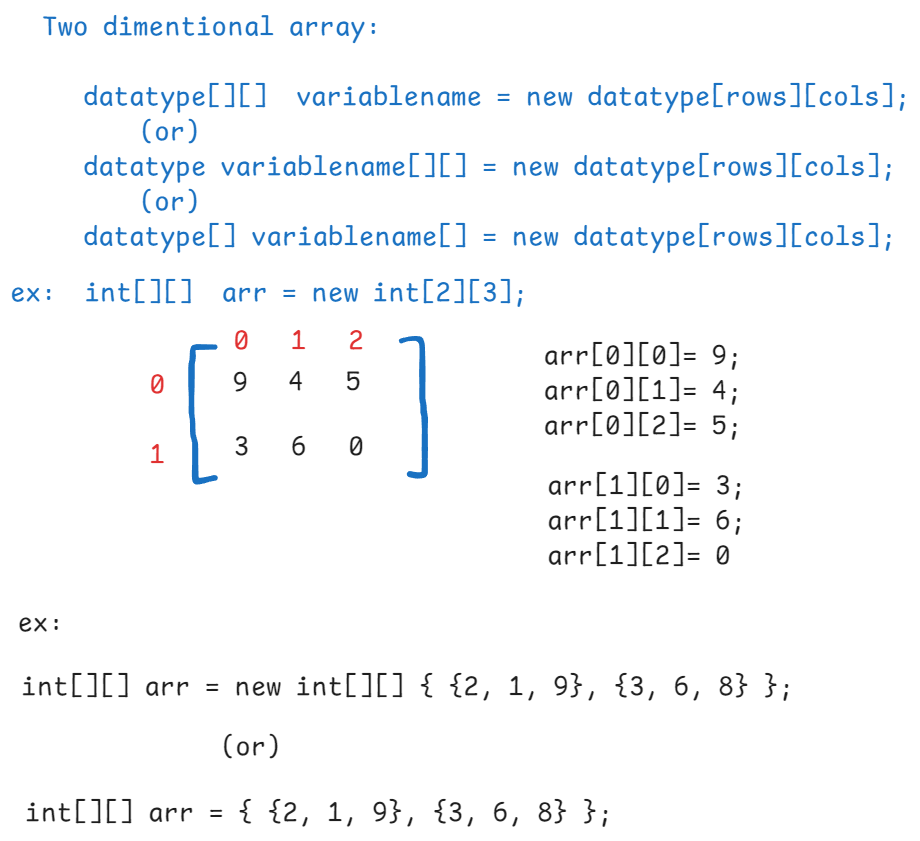 Two dimentional array:
datatype[][]  variablename = new datatype[rows][cols];
(or)
datatype variablename[][] = new datatype[rows][cols];
(or)
datatype[] variablename[] = new datatype[rows][cols];
ex:  int[][]  arr = new int[2][3];
0 1 2
0 9 4 5
1 3 6 0
arr[0][0]= 9;
arr[0][1]= 4;
arr[0][2]= 5;
arr[1][0]= 3;
arr[1][1]= 6;
arr[1][2]= 0
ex:
int[][] arr = new int[][] { {2, 1, 9}, {3, 6, 8} };
(or)
int[][] arr = { {2, 1, 9}, {3, 6, 8} };